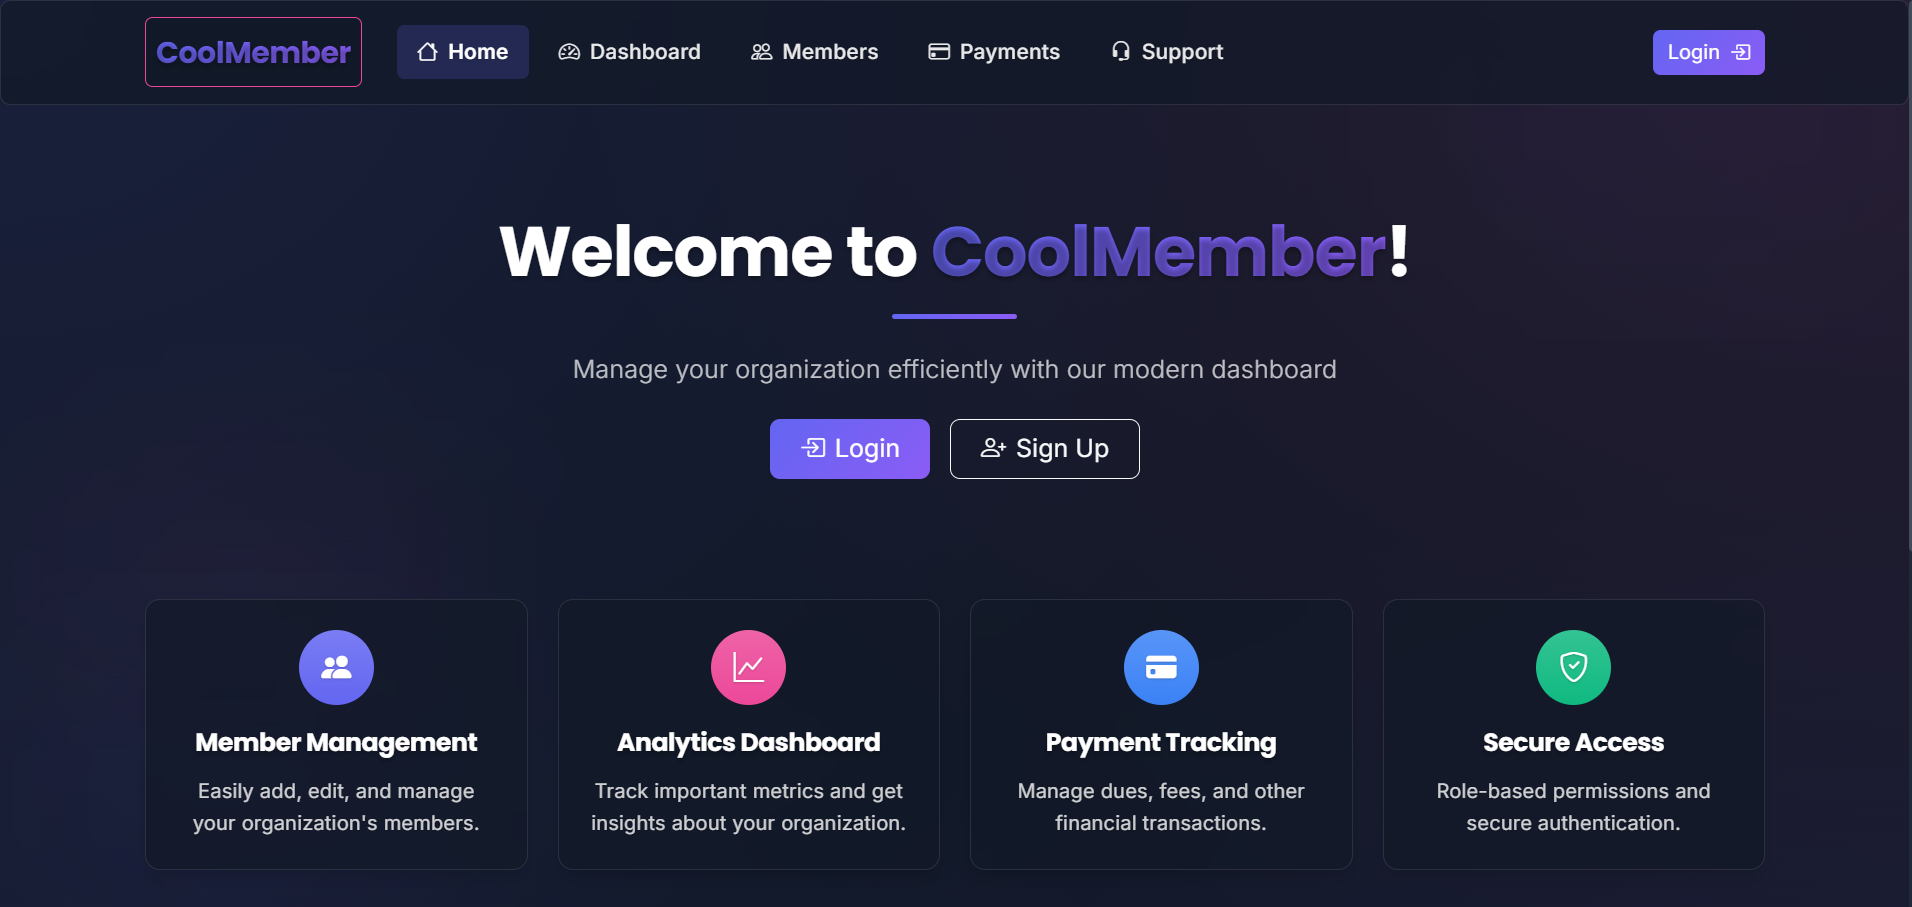 CoolMember
Home
Dashboard
Members
Payments
Support
Login
Welcome to CoolMember!
Manage your organization efficiently with our modern dashboard
Login
Sign Up
Member Management
Easily add, edit, and manage
your organization's members.
Analytics Dashboard
Track important metrics and get
insights about your organization.
Payment Tracking
Manage dues, fees, and other
financial transactions.
Secure Access
Role-based permissions and
secure authentication.